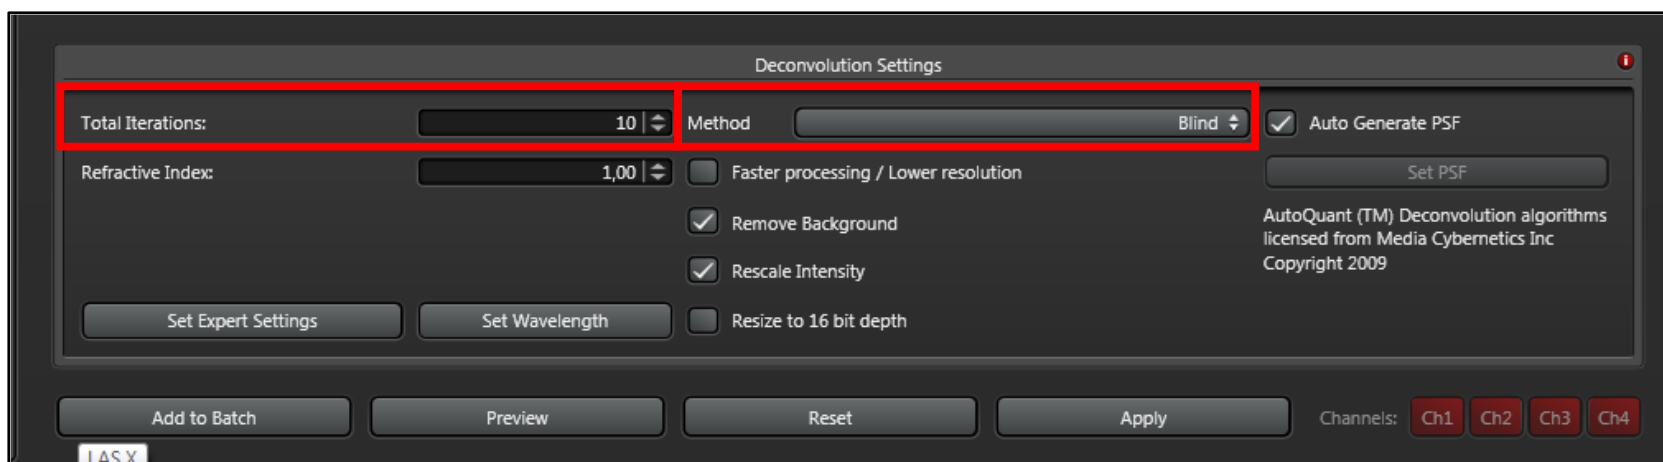 Deconvolution Settings
Total Iterations: 10 Method Blind Auto Generate PSF
Refractive Index: 1,00 Faster processing / Lower resolution Set PSF
Remove Background
AutoQuant (TM) Deconvolution algorithms
licensed from Media Cybernetics Inc
Copyright 2009
Rescale Intensity
Set Expert Settings Set Wavelength Resize to 16 bit depth
Add to Batch Preview Reset Apply Channels: Ch1 Ch2 Ch3 Ch4
LAS X